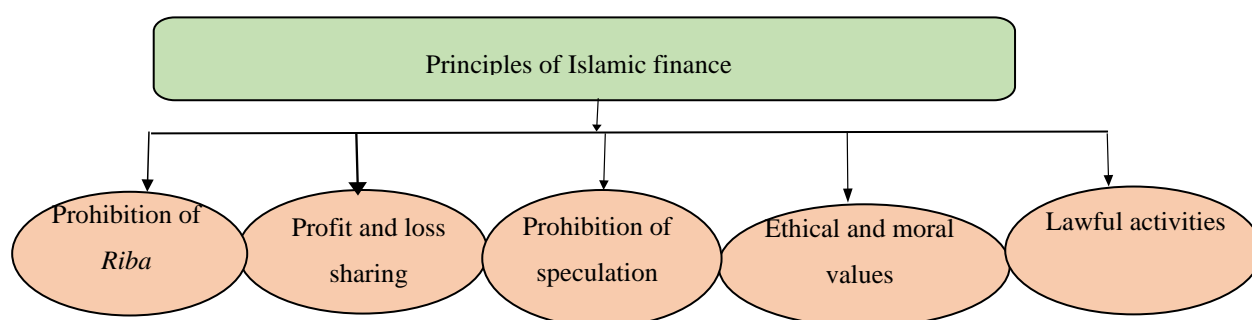 Principles of Islamic finance
Prohibition of
Riba
Profit and loss
sharing
Prohibition of
speculation
Ethical and moral
values
Lawful activities